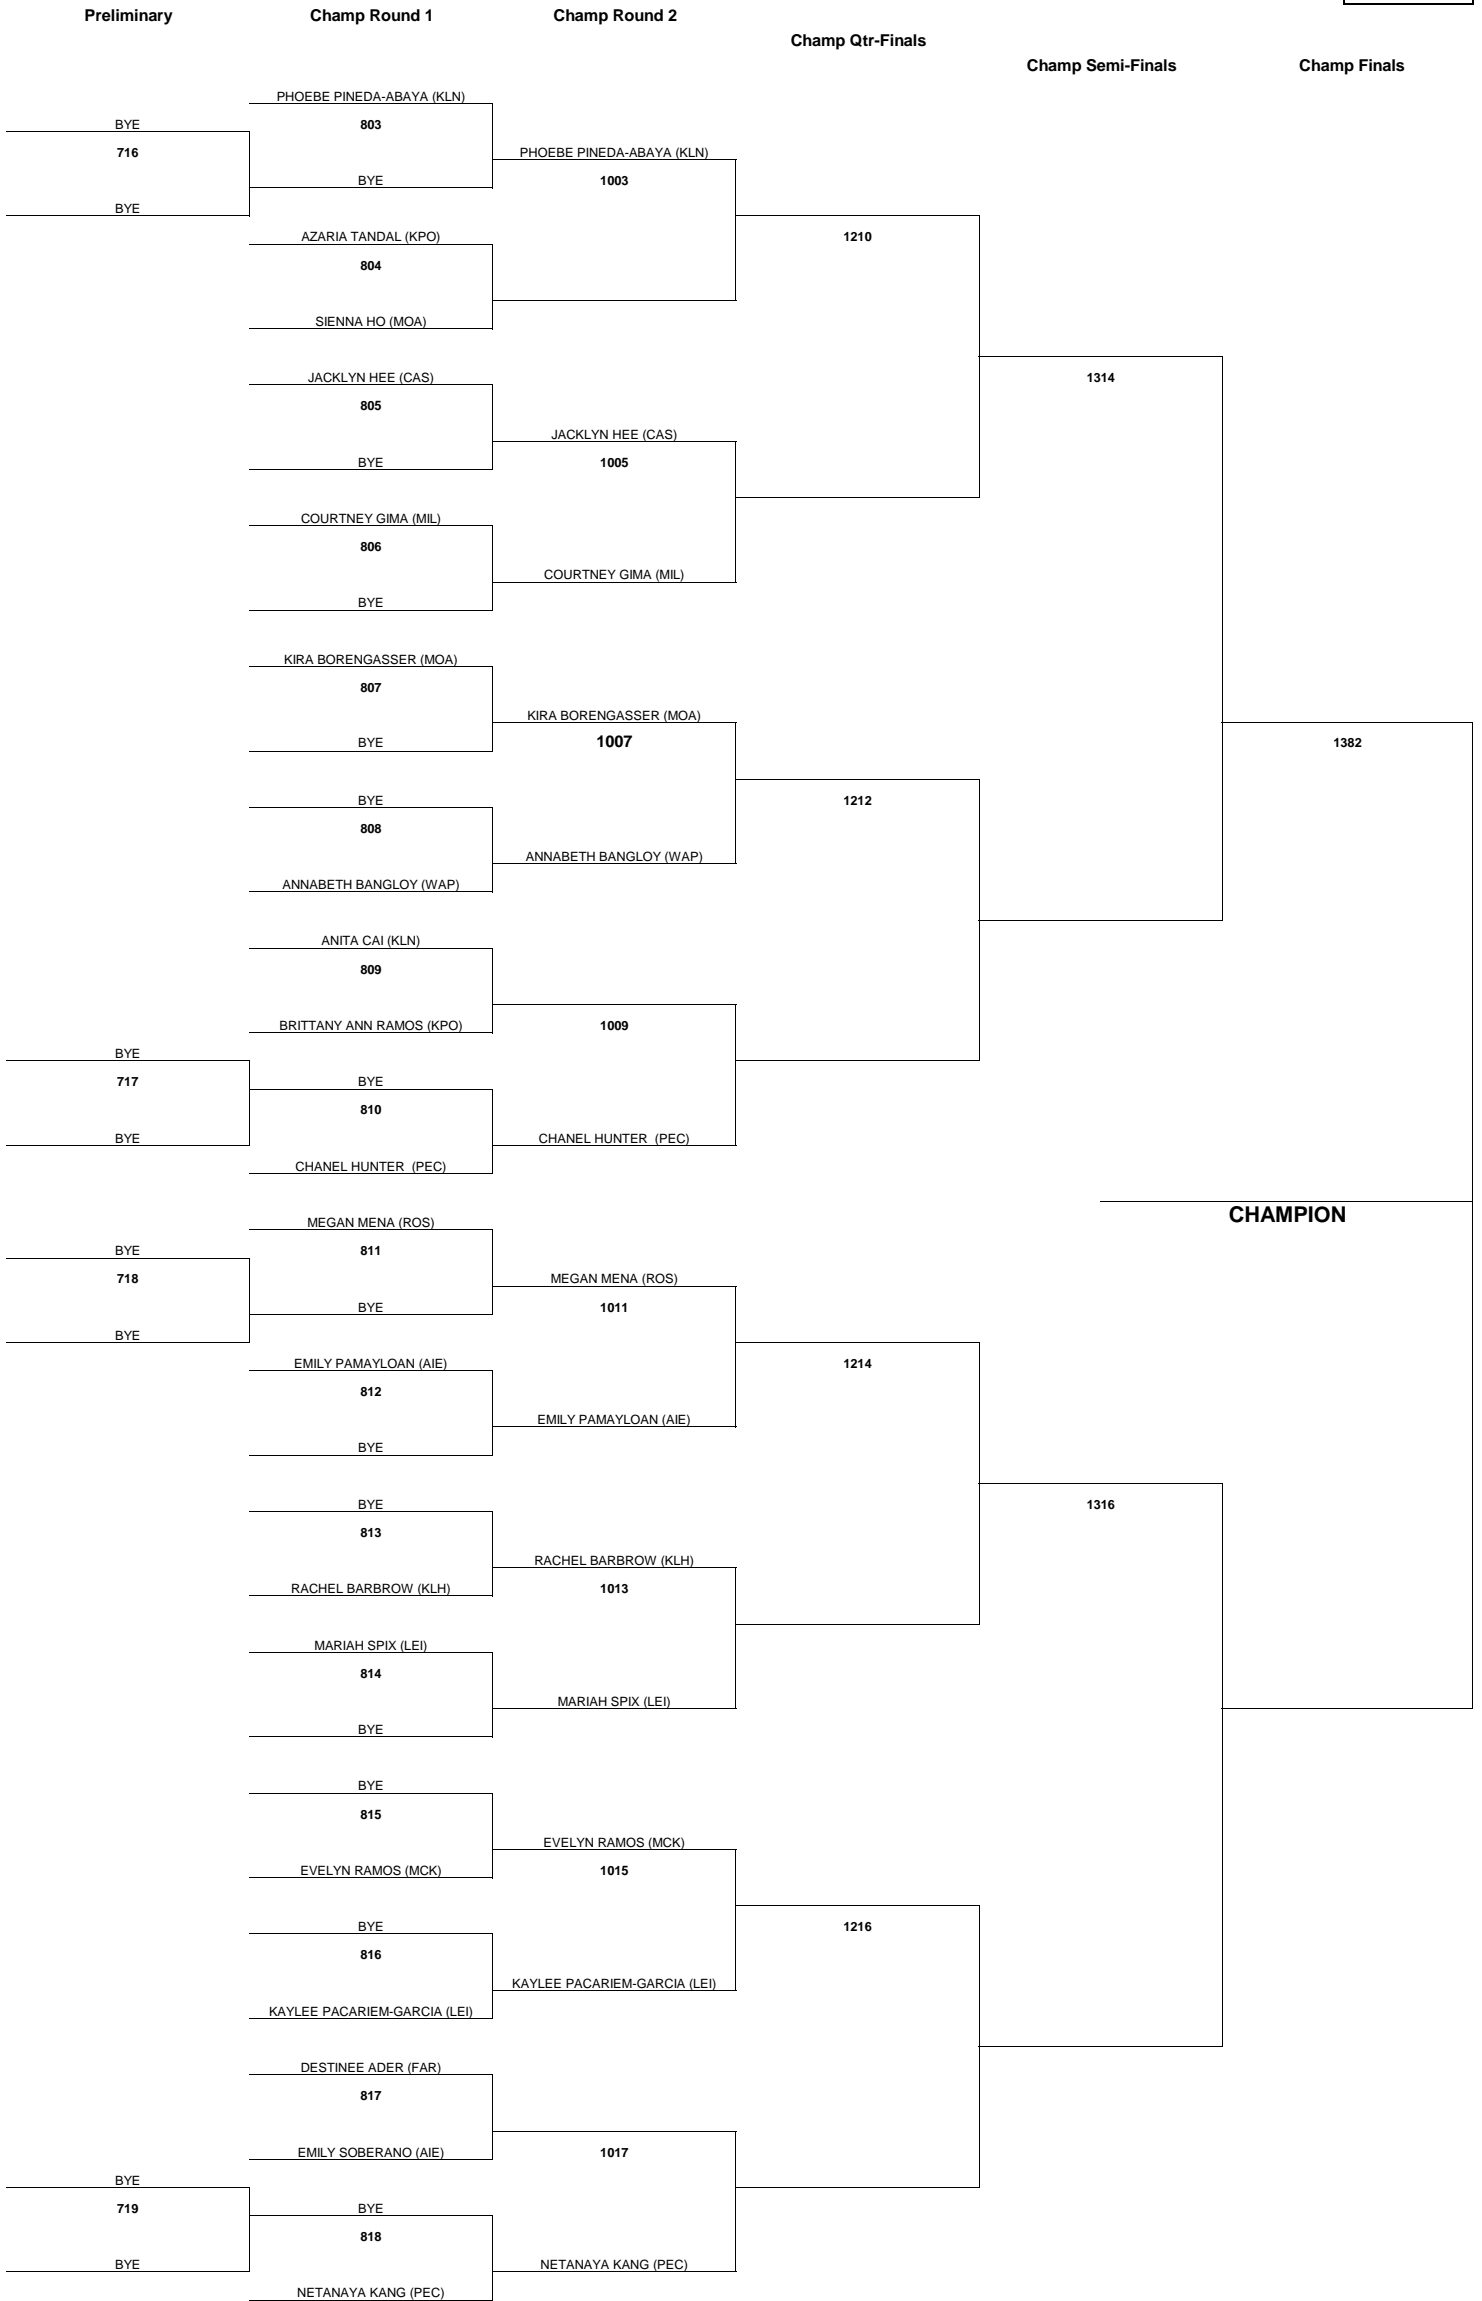 Preliminary
Champ Round 1
Champ Round 2
Champ Qtr-Finals
Champ Semi-Finals
Champ Finals
PHOEBE PINEDA-ABAYA (KLN)
BYE
803
716
PHOEBE PINEDA-ABAYA (KLN)
BYE
1003
BYE
AZARIA TANDAL (KPO)
1210
804
SIENNA HO (MOA)
JACKLYN HEE (CAS)
1314
805
JACKLYN HEE (CAS)
BYE
1005
COURTNEY GIMA (MIL)
806
COURTNEY GIMA (MIL)
BYE
KIRA BORENGASSER (MOA)
807
KIRA BORENGASSER (MOA)
BYE
1007
1382
BYE
1212
808
ANNABETH BANGLOY (WAP)
ANNABETH BANGLOY (WAP)
ANITA CAI (KLN)
809
BRITTANY ANN RAMOS (KPO)
1009
BYE
717
BYE
810
BYE
CHANEL HUNTER  (PEC)
CHANEL HUNTER  (PEC)
CHAMPION
MEGAN MENA (ROS)
BYE
811
718
MEGAN MENA (ROS)
BYE
1011
BYE
EMILY PAMAYLOAN (AIE)
1214
812
EMILY PAMAYLOAN (AIE)
BYE
BYE
1316
813
RACHEL BARBROW (KLH)
RACHEL BARBROW (KLH)
1013
MARIAH SPIX (LEI)
814
MARIAH SPIX (LEI)
BYE
BYE
815
EVELYN RAMOS (MCK)
EVELYN RAMOS (MCK)
1015
BYE
1216
816
KAYLEE PACARIEM-GARCIA (LEI)
KAYLEE PACARIEM-GARCIA (LEI)
DESTINEE ADER (FAR)
817
EMILY SOBERANO (AIE)
1017
BYE
719
BYE
818
BYE
NETANAYA KANG (PEC)
NETANAYA KANG (PEC)